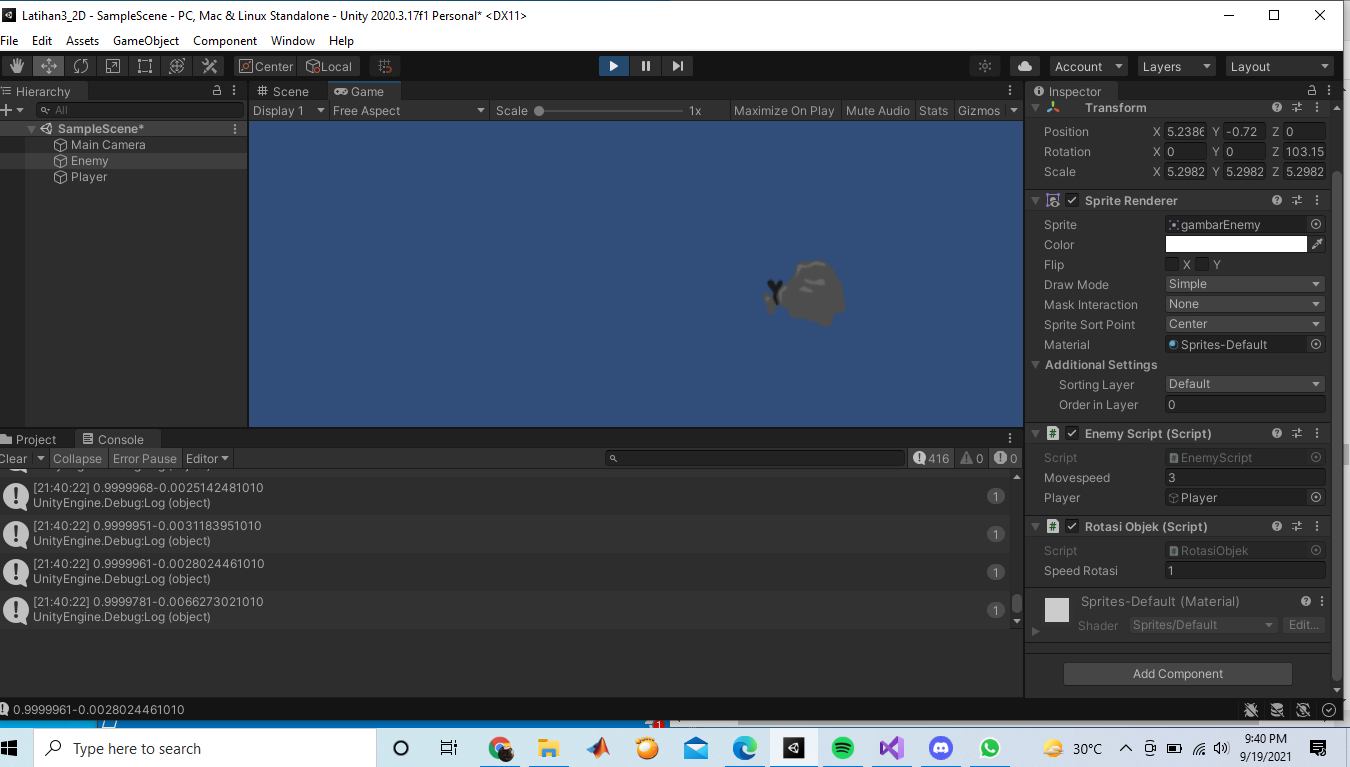 Latihan3_2D - SampleScene - PC, Mac & Linux Standalone - Unity 2020.3.17f1 Personal* <DX11>
File Edit Assets GameObject Component Window Help
Center Local Account Layers Layout
Hierarchy
All
SampleScene*
Main Camera
Enemy
Player
Scene Game
Display 1 Free Aspect Scale 1x Maximize On Play Mute Audio Stats Gizmos
Inspector
Transform
Position X 5.2386 Y -0.72 Z 0
Rotation X 0 Y 0 Z 103.15
Scale X 5.2982 Y 5.2982 Z 5.2982
Sprite Renderer
Sprite gambarEnemy
Color
Flip X Y
Draw Mode Simple
Mask Interaction None
Sprite Sort Point Center
Material Sprites-Default
Additional Settings
Sorting Layer Default
Order in Layer 0
# Enemy Script (Script)
Script EnemyScript
Movespeed 3
Player Player
# Rotasi Objek (Script)
Script RotasiObjek
Speed Rotasi 1
Sprites-Default (Material)
Shader Sprites/Default Edit...
Add Component
Project Console
Clear Collapse Error Pause Editor 416 0 0
[21:40:22] 0.9999968-0.0025142481010
UnityEngine.Debug:Log (object)
1
[21:40:22] 0.9999951-0.0031183951010
UnityEngine.Debug:Log (object)
1
[21:40:22] 0.9999961-0.0028024461010
UnityEngine.Debug:Log (object)
1
[21:40:22] 0.9999781-0.0066273021010
UnityEngine.Debug:Log (object)
1
0.9999961-0.0028024461010
1
Type here to search
30°C
9:40 PM
9/19/2021